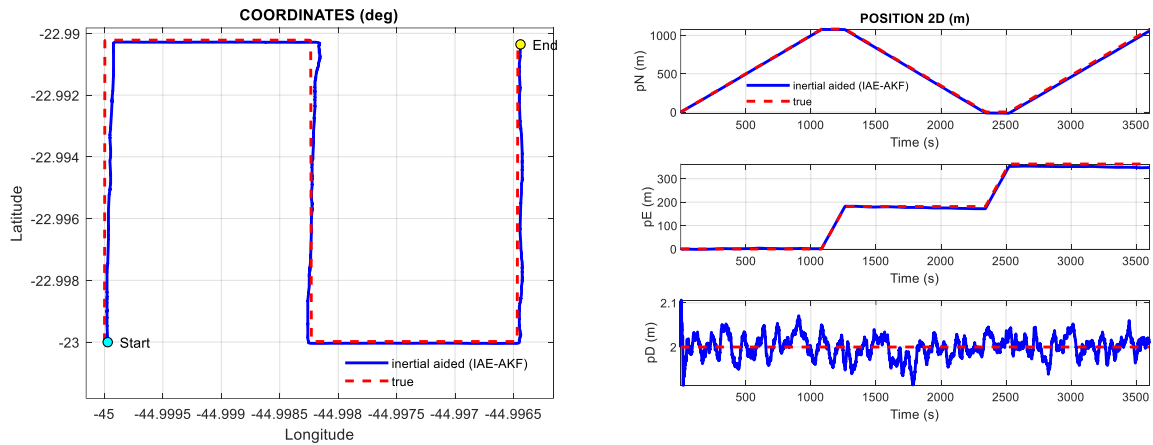 COORDINATES (deg)
-22.99
-22.992
-22.994
-22.996
-22.998
-23
Latitude
End
Start
inertial aided (IAE-AKF)
true
-45 -44.9995 -44.999 -44.9985 -44.998 -44.9975 -44.997 -44.9965
Longitude
POSITION 2D (m)
1000
500
0
pN (m)
inertial aided (IAE-AKF)
true
500 1000 1500 2000 2500 3000 3500
Time (s)
300
200
100
0
pE (m)
500 1000 1500 2000 2500 3000 3500
Time (s)
2.1
2
pD (m)
500 1000 1500 2000 2500 3000 3500
Time (s)